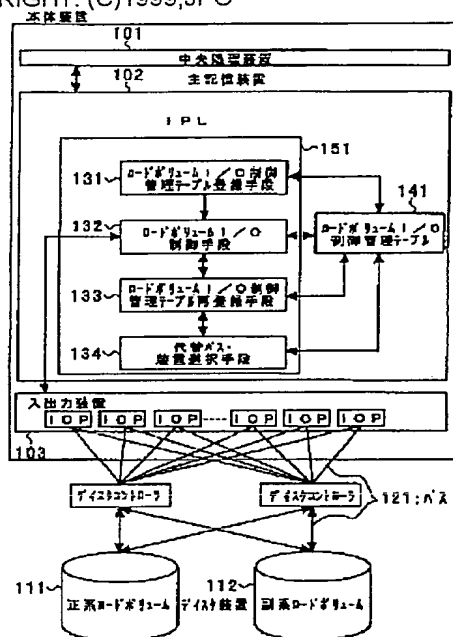 RIGHT: (C)1999,JPO
本体装置
101
中央処理装置
102
主記憶装置
IPL
151
131
ロードボリュームI/O制御
管理テーブル登録手段
141
132
ロードボリュームI/O
制御手段
ロードボリュームI/O
制御管理テーブル
133
ロードボリュームI/O制御
管理テーブル再登録手段
134
代替パス・
装置選択手段
入出力装置
IOP IOP IOP IOP IOP IOP
103
ディスクコントローラ
ディスクコントローラ
121:パス
111
112
正系ロードボリューム
ディスク装置
副系ロードボリューム